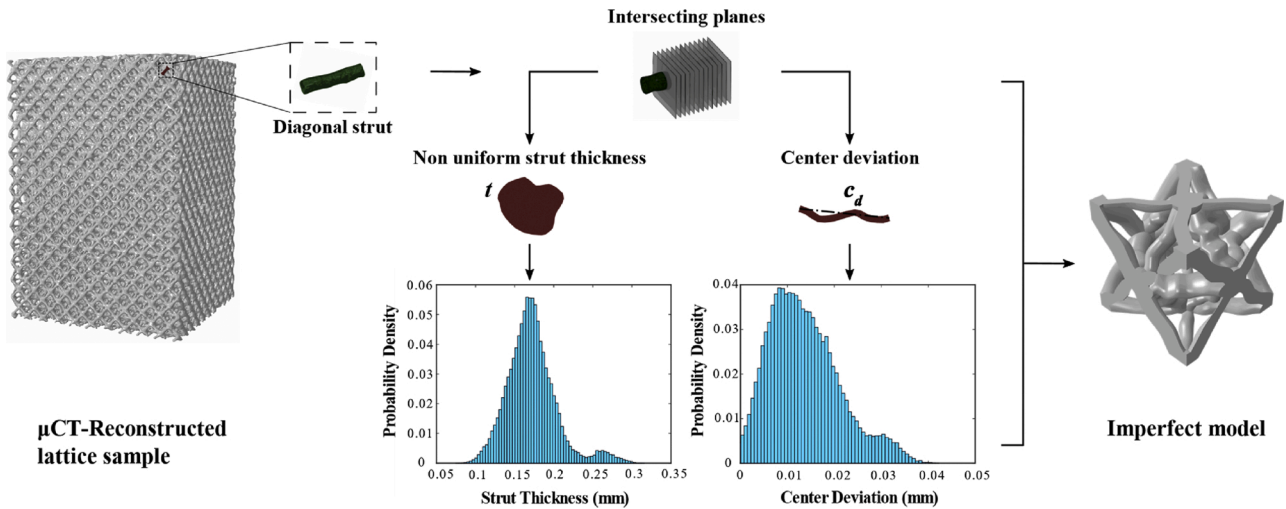 Intersecting planes
Diagonal strut
Non uniform strut thickness
Center deviation
t
c_d
0.06
0.05
0.04
0.03
0.02
0.01
0
0.05
0.1
0.15
0.2
0.25
0.3
0.35
Probability Density
Strut Thickness (mm)
0.04
0.03
0.02
0.01
0
0
0.01
0.02
0.03
0.04
0.05
Probability Density
Center Deviation (mm)
μCT-Reconstructed
lattice sample
Imperfect model